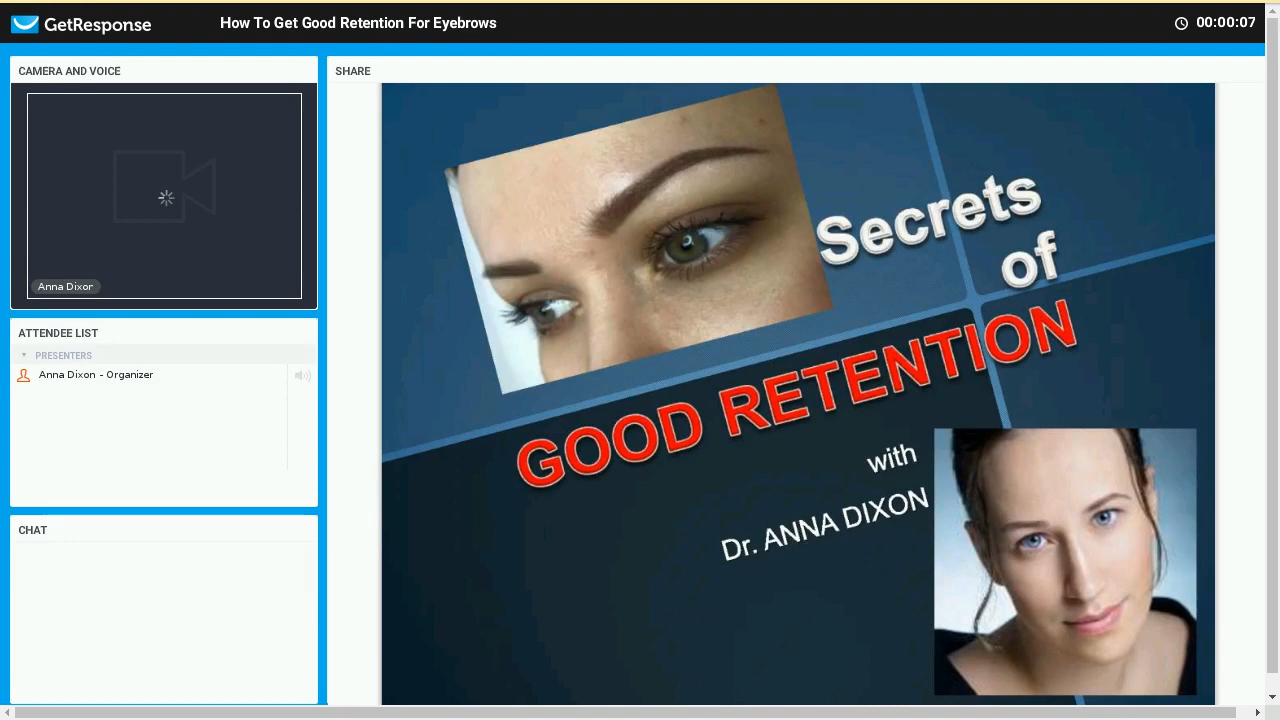 GetResponse
How To Get Good Retention For Eyebrows
00:00:07
CAMERA AND VOICE
Anna Dixon
ATTENDEE LIST
PRESENTERS
Anna Dixon - Organizer
CHAT
SHARE
Secrets
of
GOOD RETENTION
with
Dr. ANNA DIXON